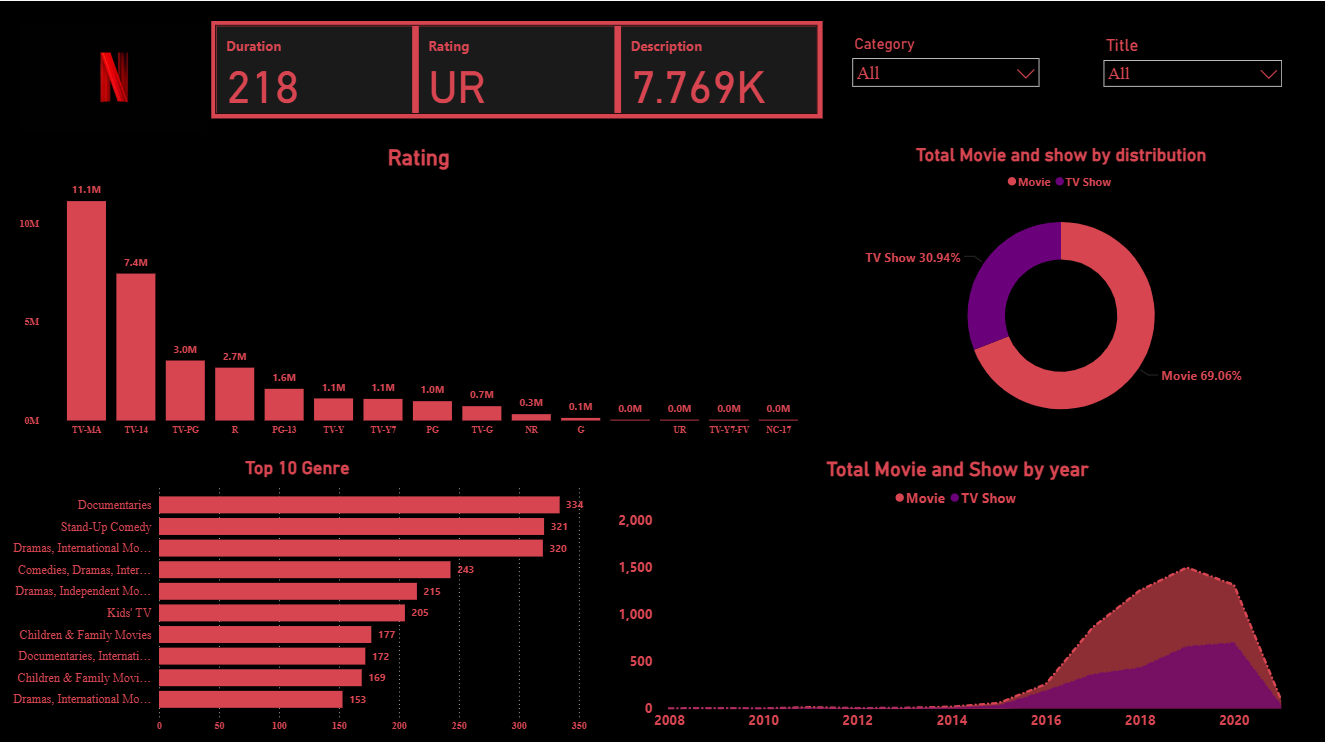 N
Duration
218
Rating
UR
Description
7.769K
Category
All
Title
All
Rating
11.1M
7.4M
3.0M
2.7M
1.6M
1.1M
1.1M
1.0M
0.7M
0.3M
0.1M
0.0M
0.0M
0.0M
0.0M
10M
5M
0M
TV-MA
TV-14
TV-PG
R
PG-13
TV-Y
TV-Y7
PG
TV-G
NR
G
UR
TV-Y7-FV
NC-17
Total Movie and show by distribution
Movie
TV Show
TV Show 30.94%
Movie 69.06%
Top 10 Genre
Documentaries
334
Stand-Up Comedy
321
Dramas, International Mo...
320
Comedies, Dramas, Inter...
243
Dramas, Independent Mo...
215
Kids' TV
205
Children & Family Movies
177
Documentaries, Internati...
172
Children & Family Movi...
169
Dramas, International Mo...
153
0
50
100
150
200
250
300
350
Total Movie and Show by year
Movie
TV Show
2,000
1,500
1,000
500
0
2008
2010
2012
2014
2016
2018
2020